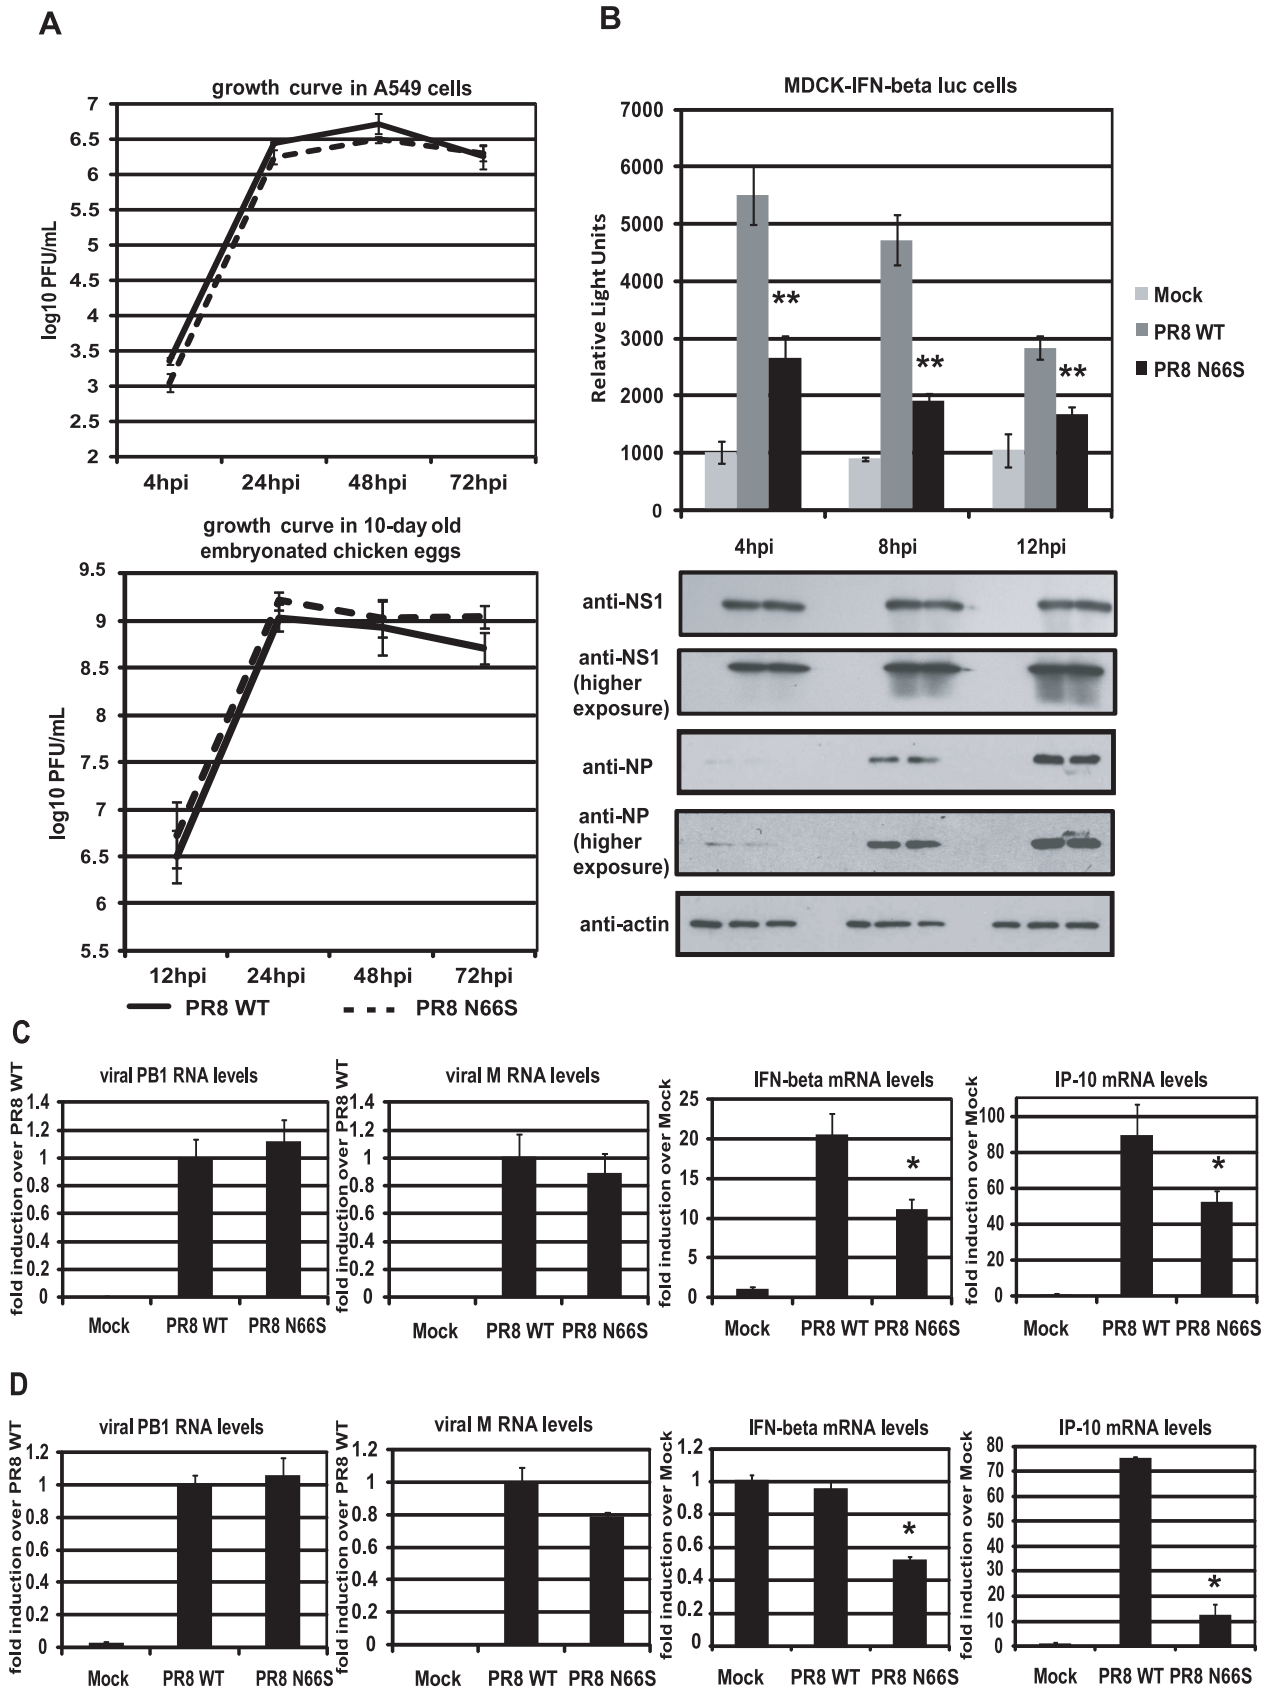 A
growth curve in A549 cells
7
6.5
6
5.5
5
4.5
4
3.5
3
2.5
2
log10 PFU/mL
4hpi 24hpi 48hpi 72hpi
growth curve in 10-day old
embryonated chicken eggs
9.5
9
8.5
8
7.5
7
6.5
6
5.5
log10 PFU/mL
12hpi 24hpi 48hpi 72hpi
PR8 WT PR8 N66S
B
MDCK-IFN-beta luc cells
7000
6000
5000
4000
3000
2000
1000
0
Relative Light Units
**
**
**
Mock
PR8 WT
PR8 N66S
4hpi 8hpi 12hpi
anti-NS1
anti-NS1
(higher
exposure)
anti-NP
anti-NP
(higher
exposure)
anti-actin
C
viral PB1 RNA levels
fold induction over PR8 WT
1.4
1.2
1
0.8
0.6
0.4
0.2
0
Mock PR8 WT PR8 N66S
viral M RNA levels
fold induction over PR8 WT
1.4
1.2
1
0.8
0.6
0.4
0.2
0
Mock PR8 WT PR8 N66S
IFN-beta mRNA levels
fold induction over Mock
25
20
15
10
5
0
*
Mock PR8 WT PR8 N66S
IP-10 mRNA levels
fold induction over Mock
100
80
60
40
20
0
*
Mock PR8 WT PR8 N66S
D
viral PB1 RNA levels
fold induction over PR8 WT
1.2
1
0.8
0.6
0.4
0.2
0
Mock PR8 WT PR8 N66S
viral M RNA levels
fold induction over PR8 WT
1.2
1
0.8
0.6
0.4
0.2
0
Mock PR8 WT PR8 N66S
IFN-beta mRNA levels
fold induction over Mock
1.2
1
0.8
0.6
0.4
0.2
0
*
Mock PR8 WT PR8 N66S
IP-10 mRNA levels
fold induction over Mock
80
70
60
50
40
30
20
10
0
*
Mock PR8 WT PR8 N66S